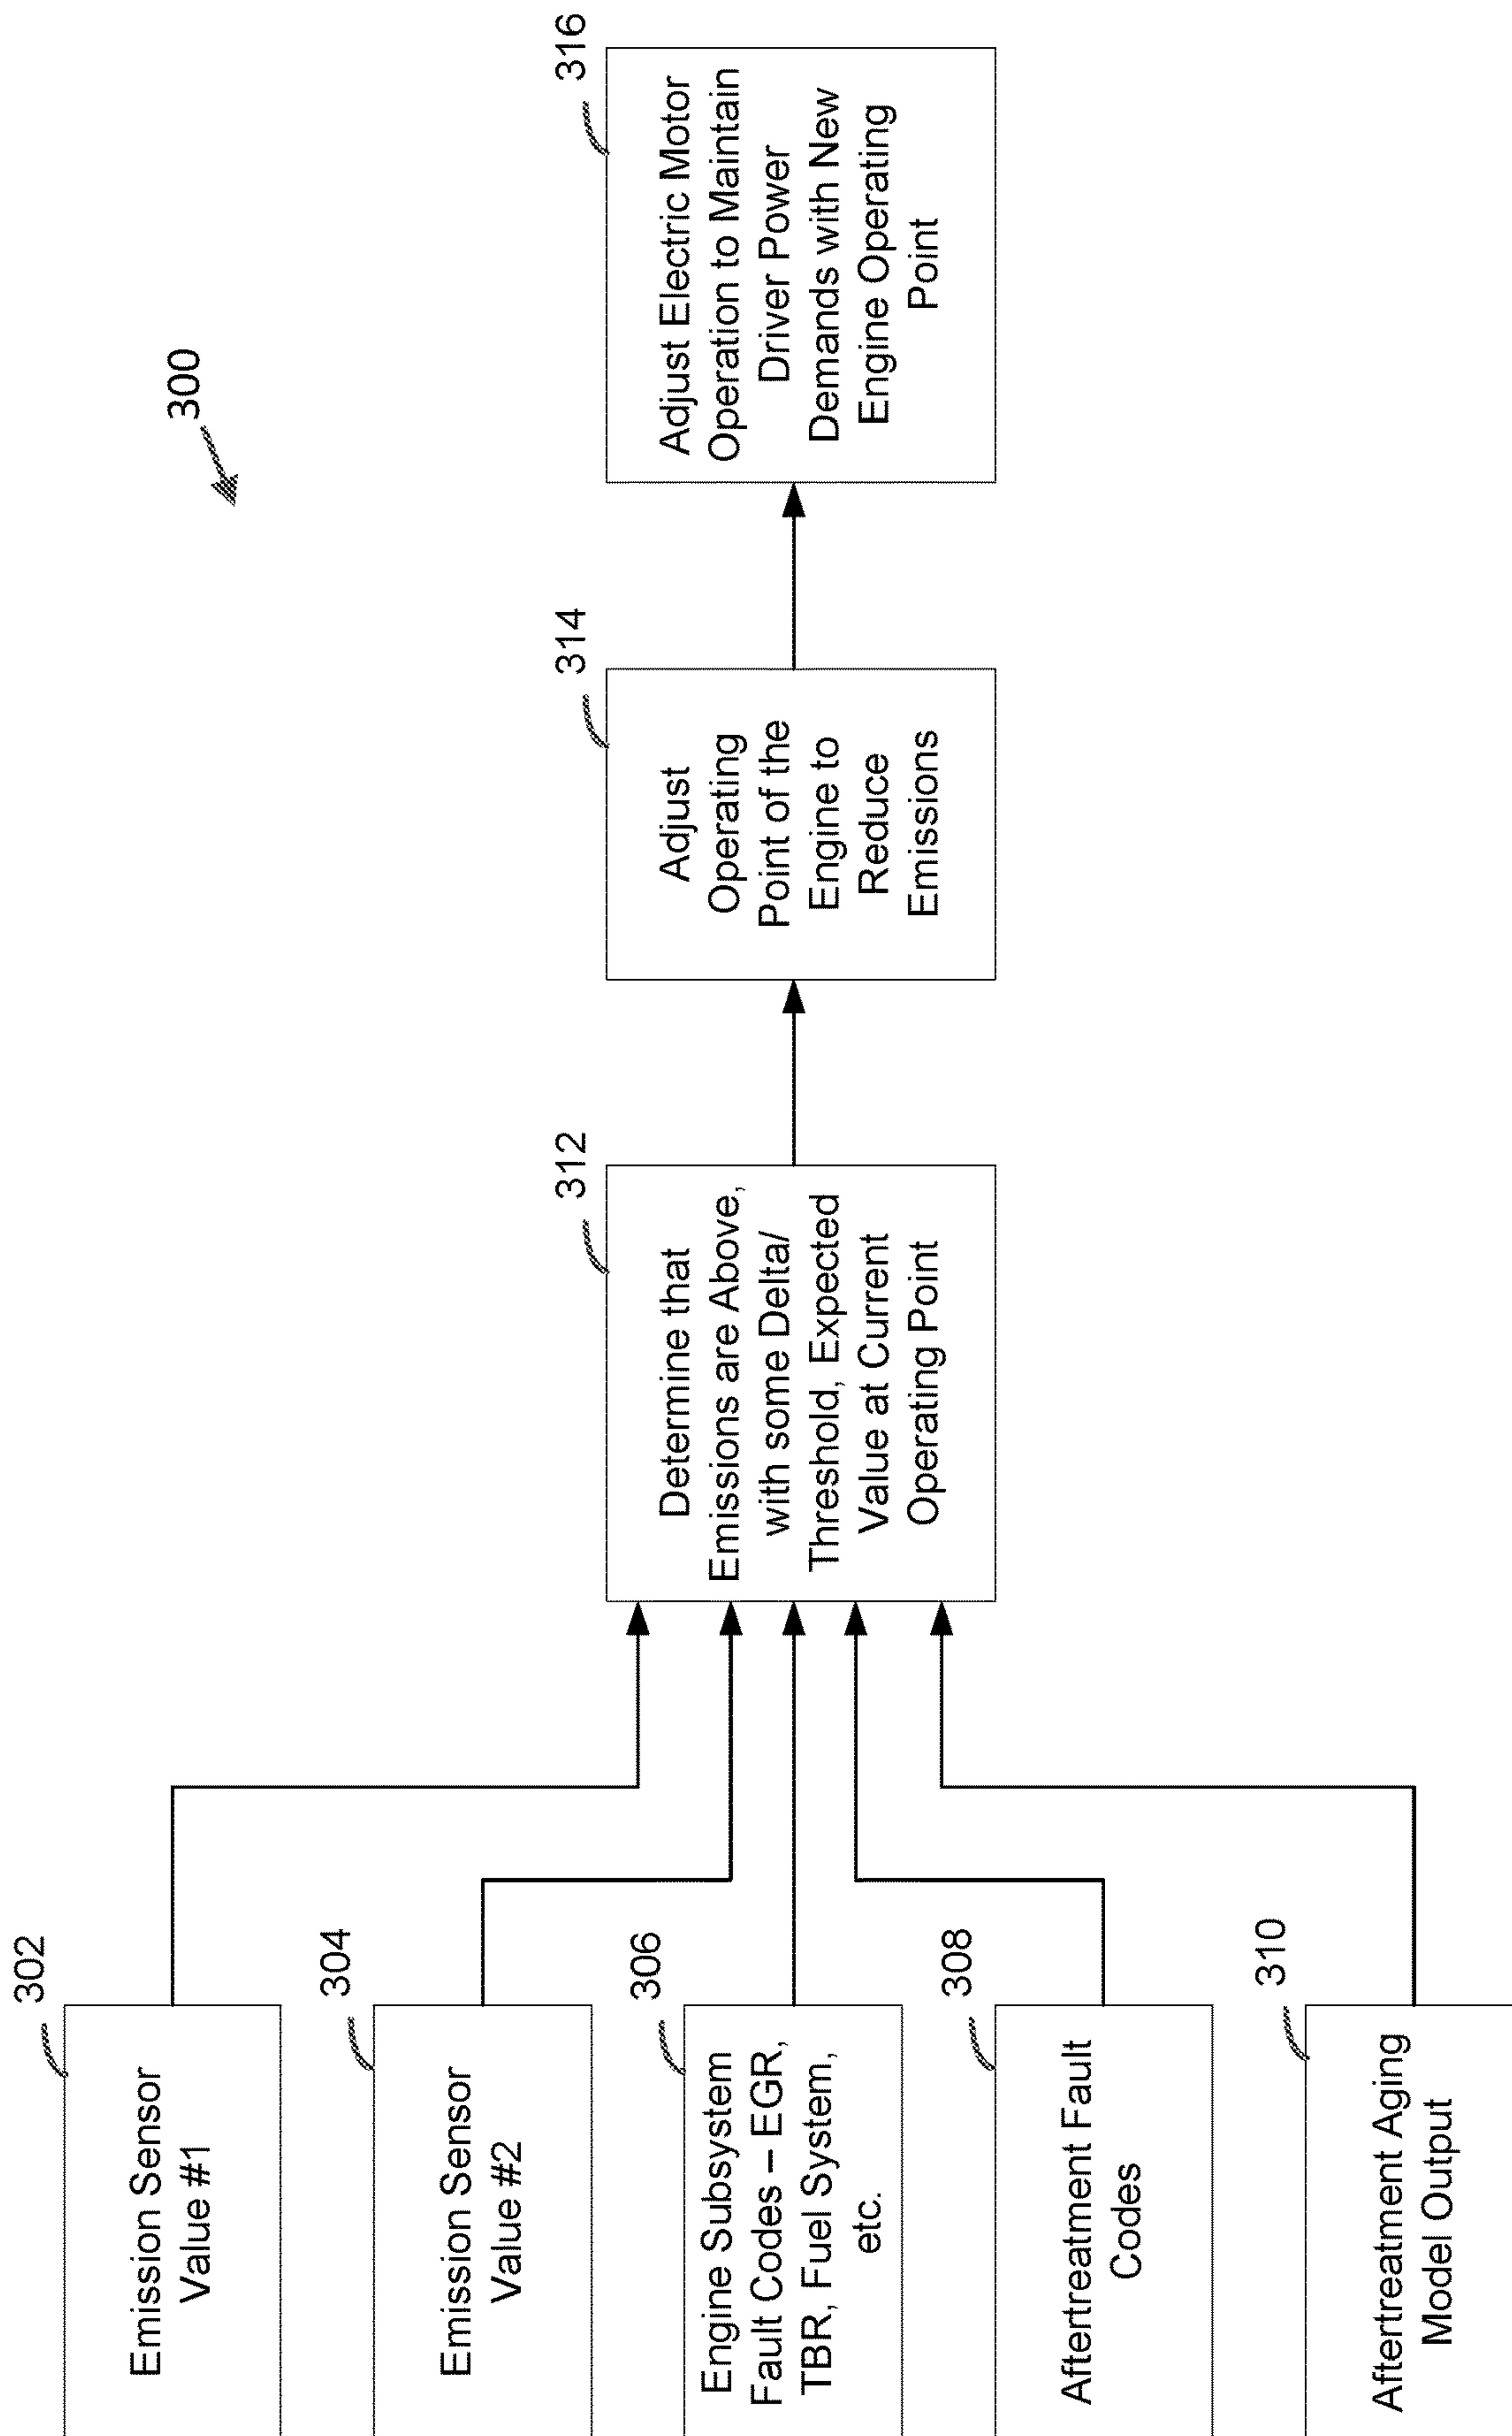 300
302
Emission Sensor
Value #1
304
Emission Sensor
Value #2
306
Engine Subsystem
Fault Codes – EGR,
TBR, Fuel System,
etc.
308
Aftertreatment Fault
Codes
310
Aftertreatment Aging
Model Output
312
Determine that
Emissions are Above,
with some Delta/
Threshold, Expected
Value at Current
Operating Point
314
Adjust
Operating
Point of the
Engine to
Reduce
Emissions
316
Adjust Electric Motor
Operation to Maintain
Driver Power
Demands with New
Engine Operating
Point